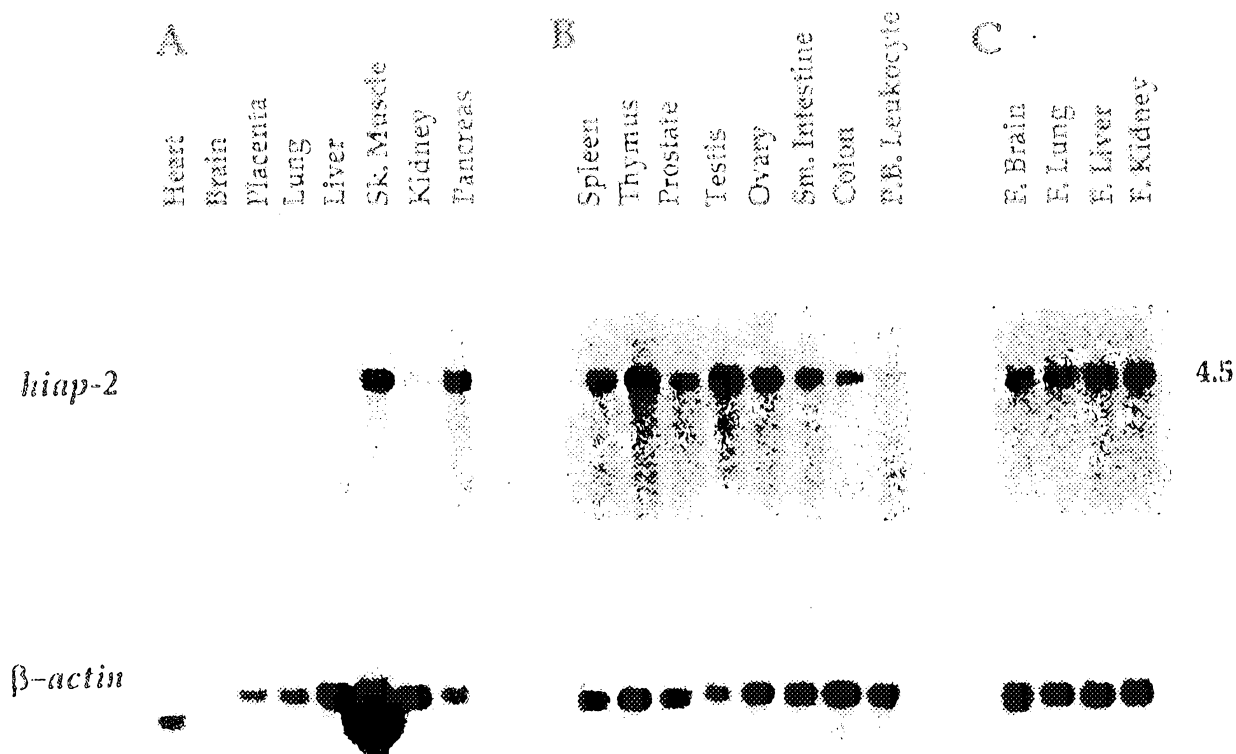 A B C
Heart Brain Placenta Lung Liver Sk. Muscle Kidney Pancreas Spleen Thymus Prostate Testis Ovary Sm. Intestine Colon P.B. Leukocyte F. Brain F. Lung F. Liver F. Kidney
hiap-2 4.5
β-actin